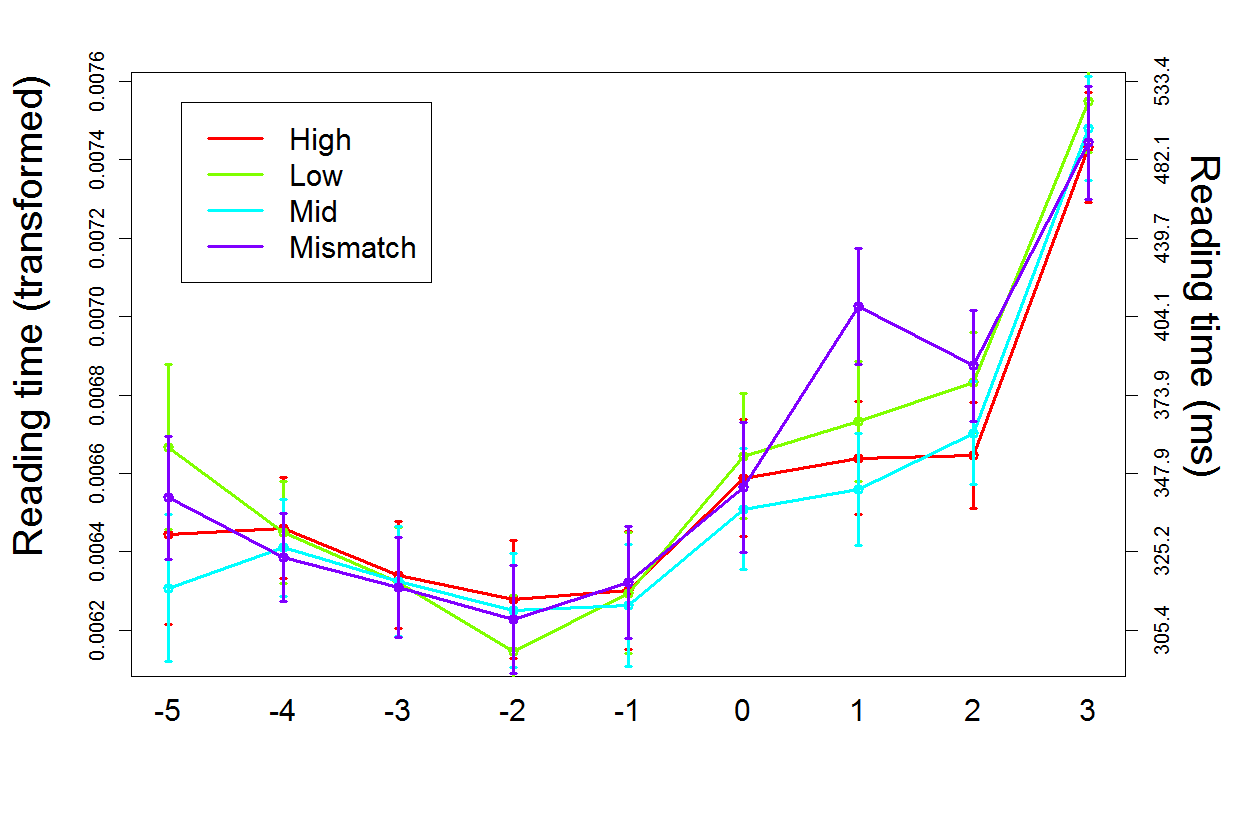 Reading time (transformed)
0.0076
0.0074
0.0072
0.0070
0.0068
0.0066
0.0064
0.0062
High
Low
Mid
Mismatch
533.4
482.1
439.7
404.1
373.9
347.9
325.2
305.4
Reading time (ms)
-5 -4 -3 -2 -1 0 1 2 3